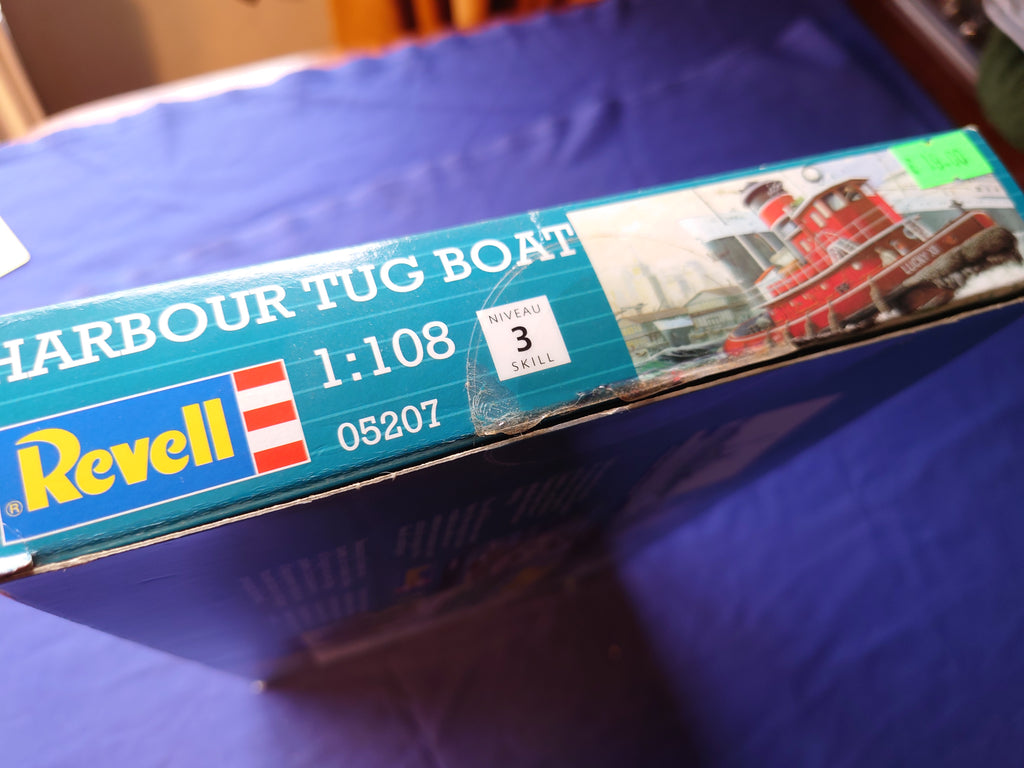 HARBOUR TUG BOAT
1:108
NIVEAU
3
SKILL
® Revell
05207